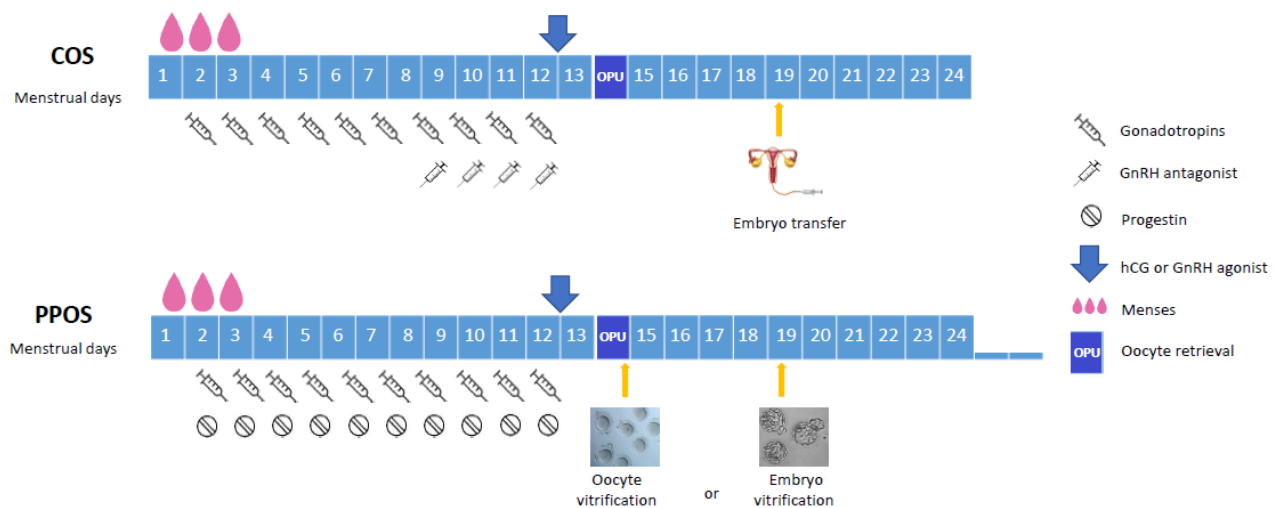 COS
Menstrual days
1 2 3 4 5 6 7 8 9 10 11 12 13 OPU 15 16 17 18 19 20 21 22 23 24
Embryo transfer
PPOS
Menstrual days
1 2 3 4 5 6 7 8 9 10 11 12 13 OPU 15 16 17 18 19 20 21 22 23 24
Oocyte
vitrification
or
Embryo
vitrification
Gonadotropins
GnRH antagonist
Progestin
hCG or GnRH agonist
Menses
OPU Oocyte retrieval